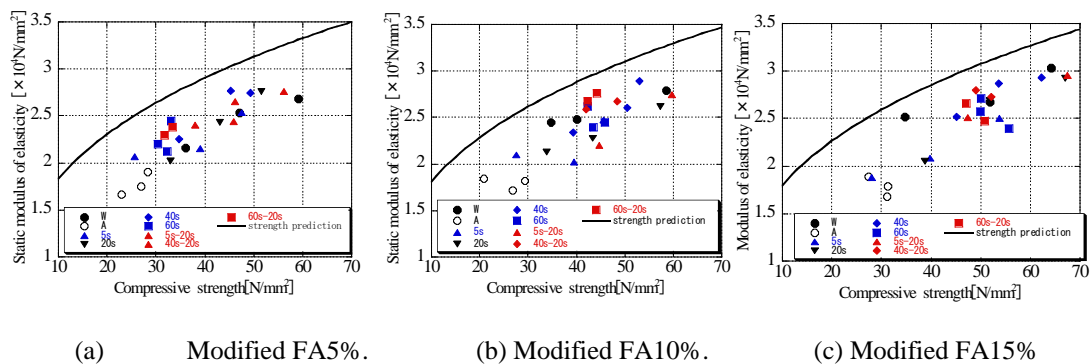 Static modulus of elasticity [×10⁴N/mm²]
3.5
3
2.5
2
1.5
1
W
A
5s
20s
40s
60s
5s-20s
40s-20s
60s-20s
strength prediction
10 20 30 40 50 60 70
Compressive strength[N/mm²]
(a) Modified FA5%.
Static modulus of elasticity [×10⁴N/mm²]
3.5
3
2.5
2
1.5
1
W
A
5s
20s
40s
60s
5s-20s
40s-20s
60s-20s
strength prediction
10 20 30 40 50 60 70
Compressive strength[N/mm²]
(b) Modified FA10%.
Modulus of elasticity [×10⁴N/mm²]
3.5
3
2.5
2
1.5
1
W
A
5s
20s
40s
60s
5s-20s
40s-20s
60s-20s
strength prediction
10 20 30 40 50 60 70
Compressive strength[N/mm²]
(c) Modified FA15%